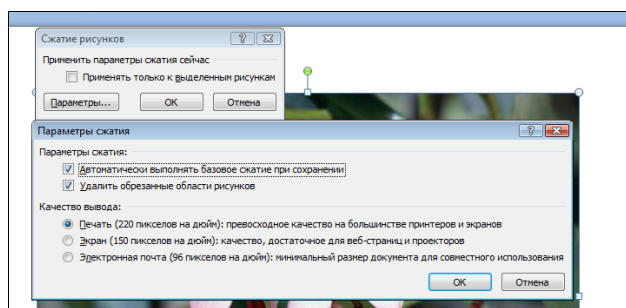 Сжатие рисунков
Применить параметры сжатия сейчас
Применять только к выделенным рисункам
Параметры... ОК Отмена
Параметры сжатия
Параметры сжатия:
Автоматически выполнять базовое сжатие при сохранении
Удалить обрезанные области рисунков
Качество вывода:
Печать (220 пикселов на дюйм): превосходное качество на большинстве принтеров и экранов
Экран (150 пикселов на дюйм): качество, достаточное для веб-страниц и проекторов
Электронная почта (96 пикселов на дюйм): минимальный размер документа для совместного использования
ОК Отмена